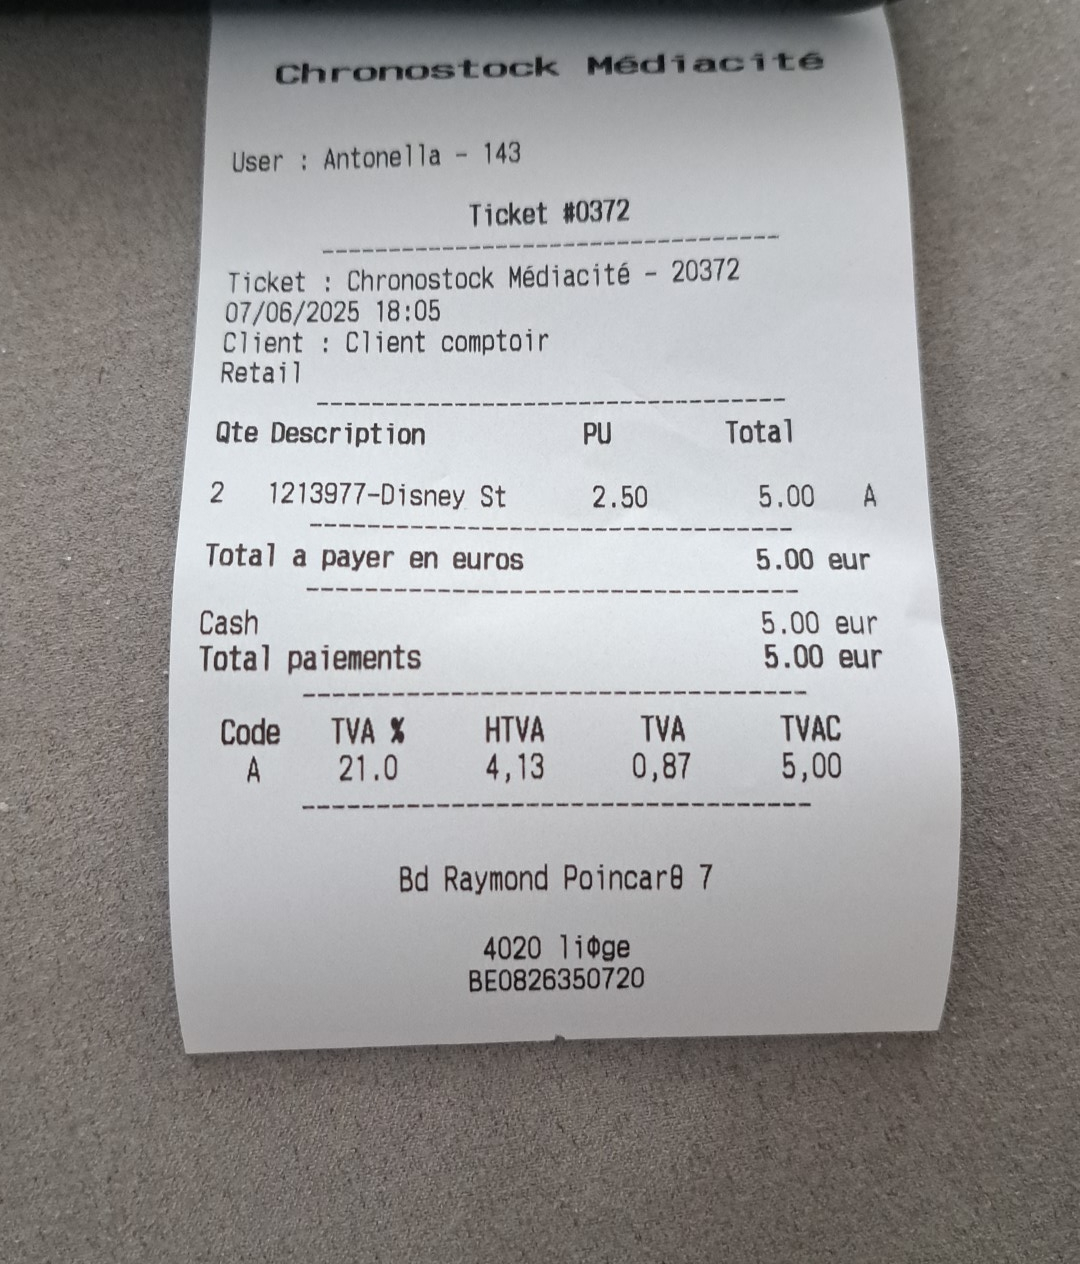 Chronostock Médiacité
User : Antonella - 143
Ticket #0372
--------------------------------
Ticket : Chronostock Médiacité - 20372
07/06/2025 18:05
Client : Client comptoir
Retail
--------------------------------
Qte Description PU Total
2 1213977-Disney St 2.50 5.00 A
--------------------------------
Total a payer en euros 5.00 eur
--------------------------------
Cash 5.00 eur
Total paiements 5.00 eur
--------------------------------
Code TVA % HTVA TVA TVAC
A 21.0 4,13 0,87 5,00
--------------------------------
Bd Raymond PoincarΘ 7
4020 liΦge
BE0826350720